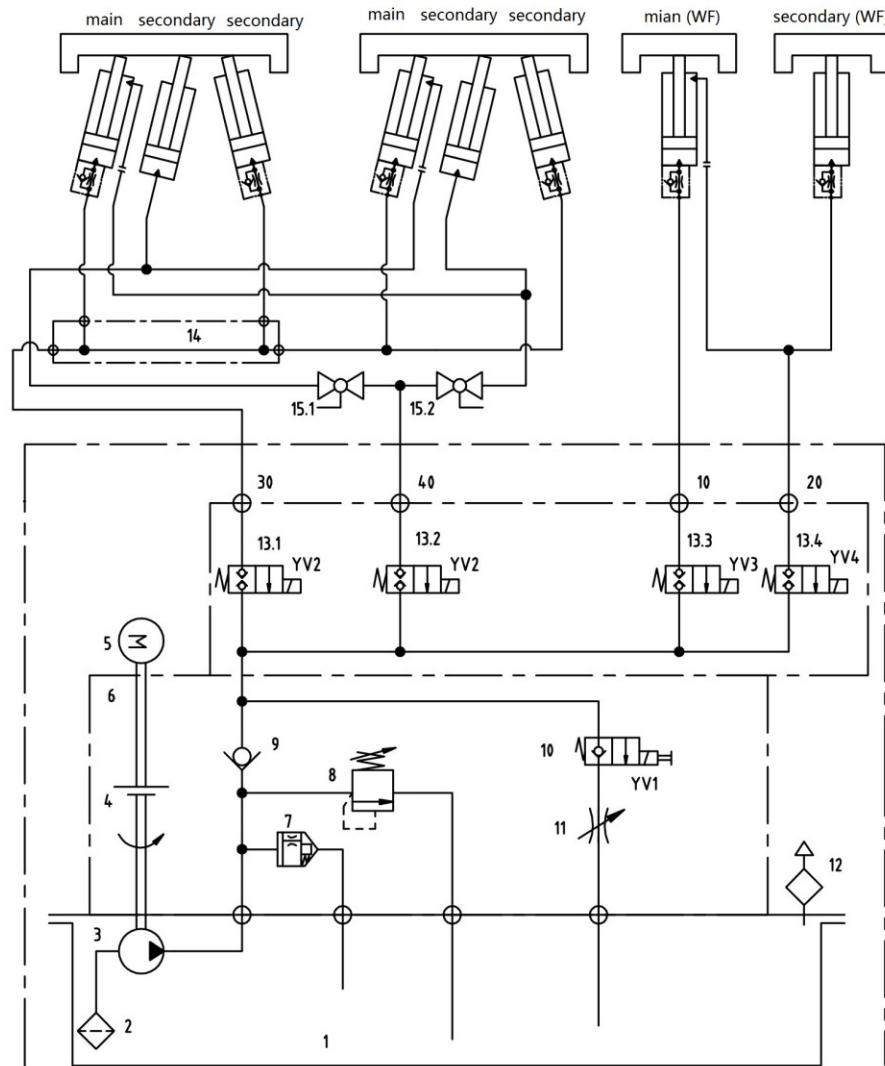 main secondary secondary
main secondary secondary
mian (WF)
secondary (WF)
14
15.1
15.2
30
40
10
20
13.1
YV2
13.2
YV2
13.3
YV3
13.4
YV4
5
M
6
9
8
10
YV1
4
7
11
12
3
2
1